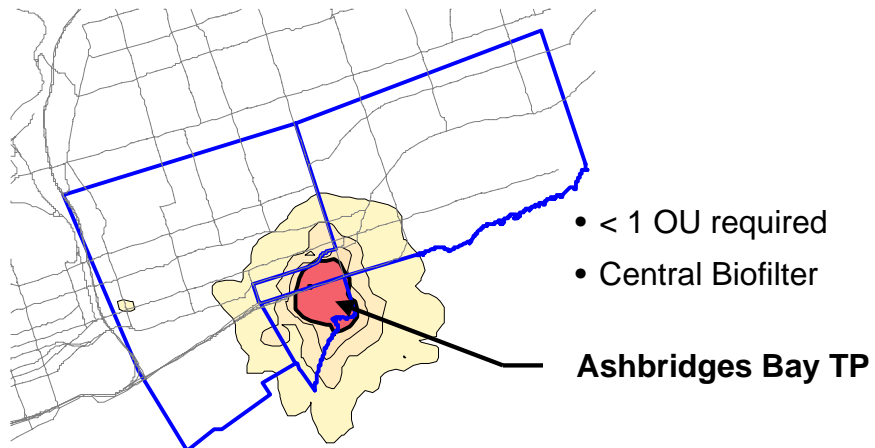 • < 1 OU required
• Central Biofilter
Ashbridges Bay TP